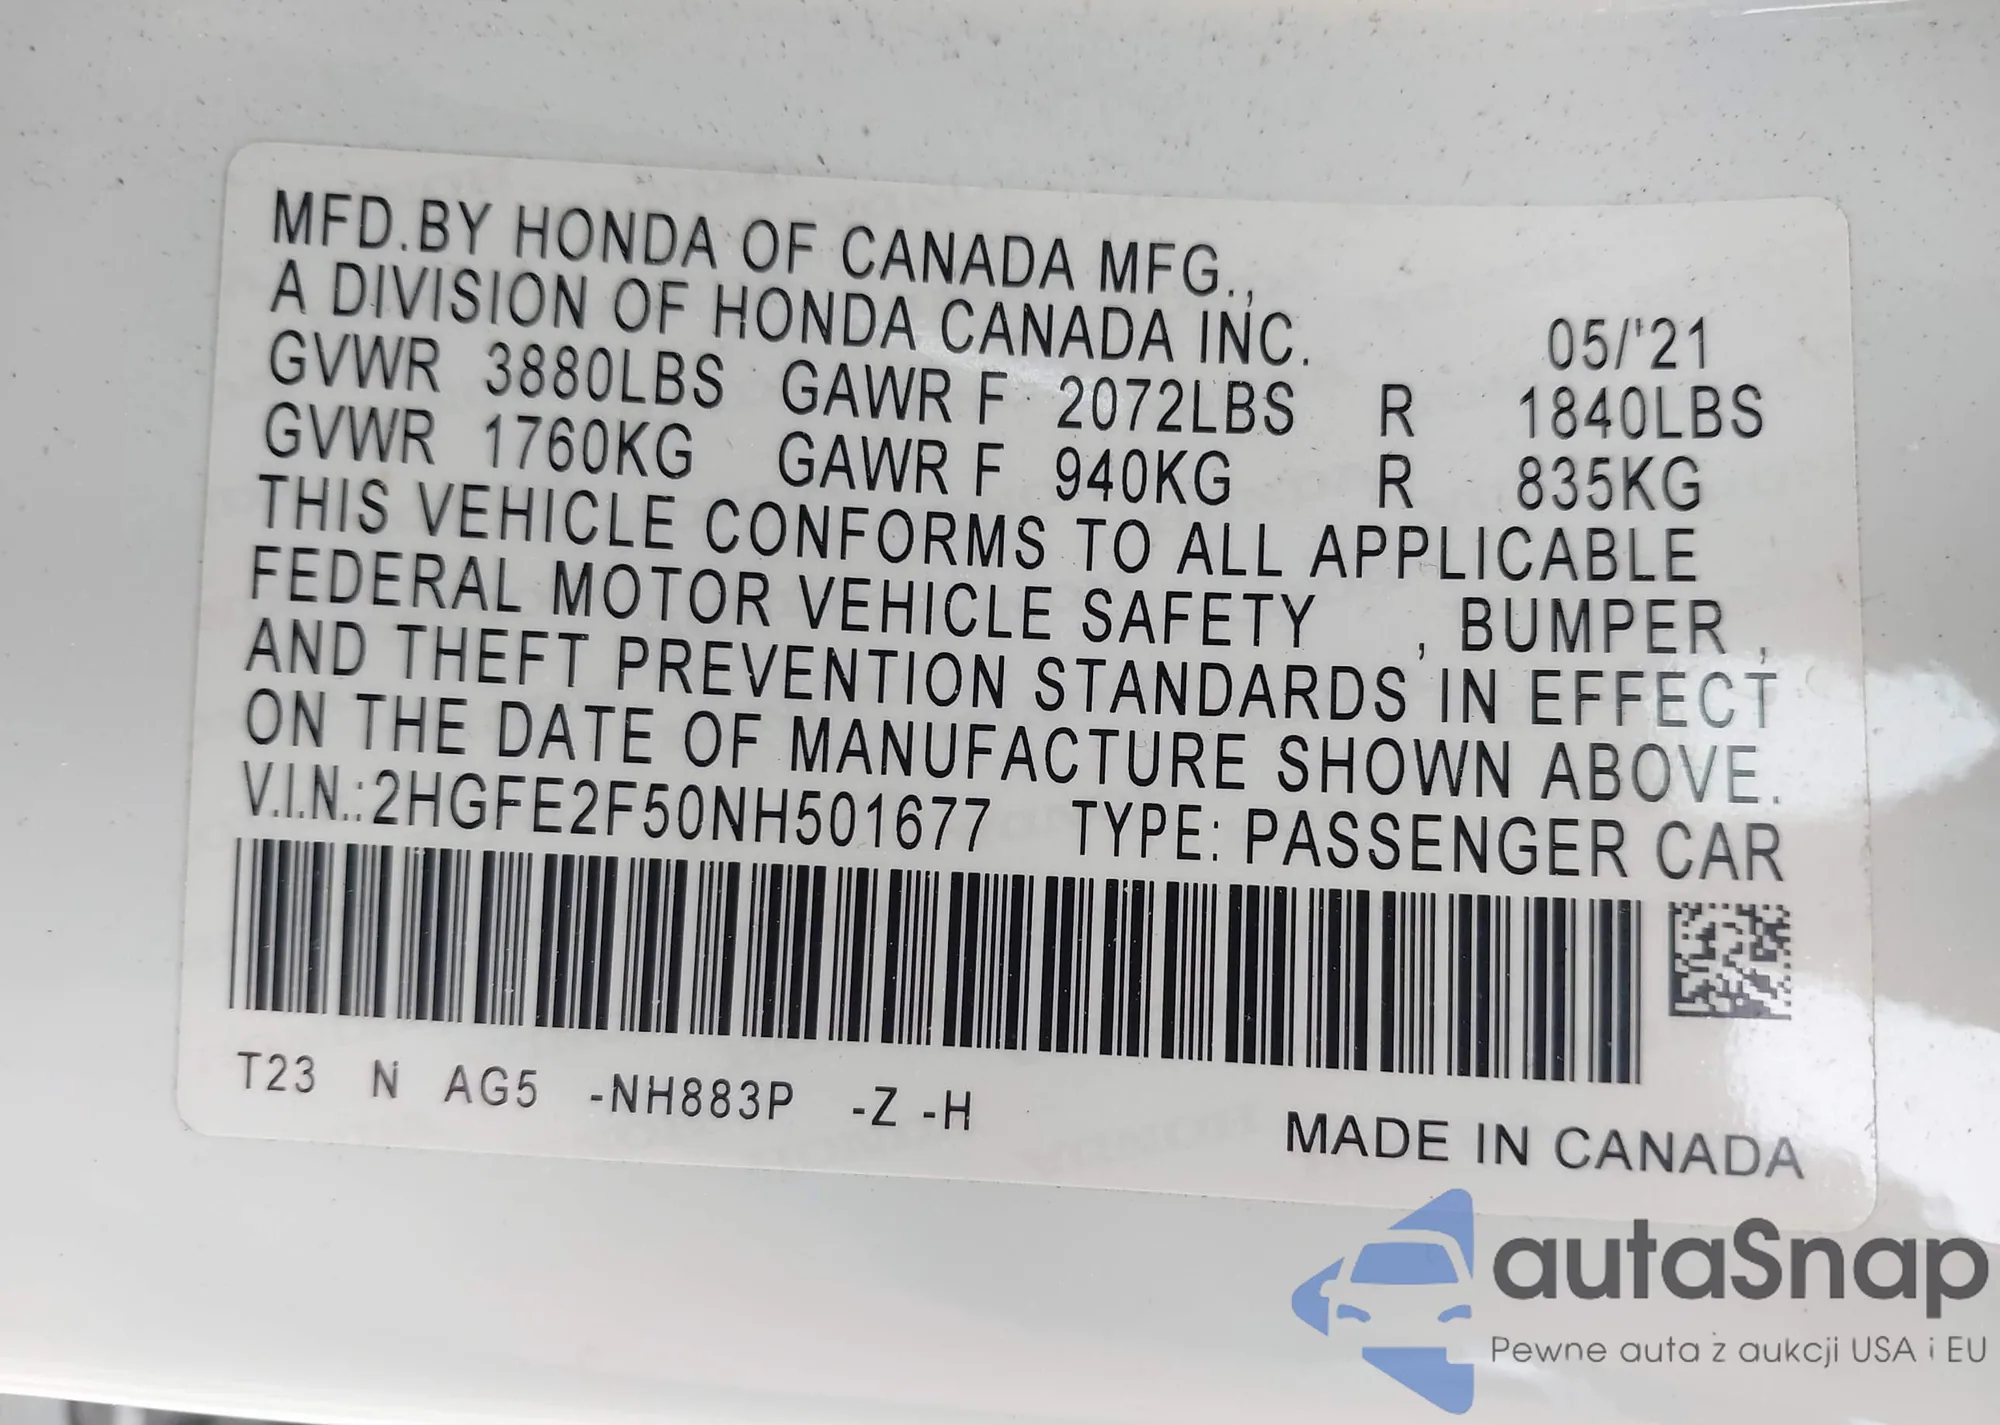 MFD.BY HONDA OF CANADA MFG.,
A DIVISION OF HONDA CANADA INC. 05/'21
GVWR 3880LBS GAWR F 2072LBS R 1840LBS
GVWR 1760KG GAWR F 940KG R 835KG
THIS VEHICLE CONFORMS TO ALL APPLICABLE
FEDERAL MOTOR VEHICLE SAFETY , BUMPER ,
AND THEFT PREVENTION STANDARDS IN EFFECT
ON THE DATE OF MANUFACTURE SHOWN ABOVE.
V.I.N.:2HGFE2F50NH501677 TYPE: PASSENGER CAR
T23 N AG5 -NH883P -Z -H
MADE IN CANADA
autaSnap
Pewne auta z aukcji USA i EU